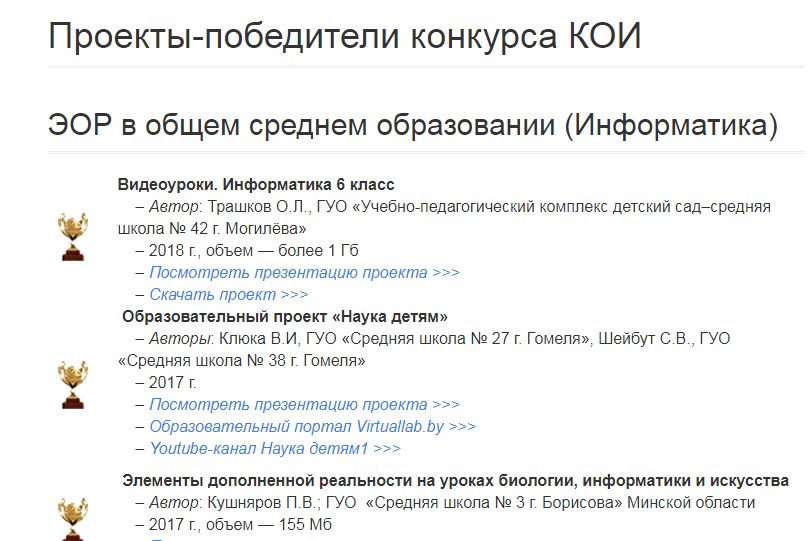 Проекты-победители конкурса КОИ
ЭОР в общем среднем образовании (Информатика)
Видеоуроки. Информатика 6 класс
– Автор: Трашков О.Л., ГУО «Учебно-педагогический комплекс детский сад–средняя
школа № 42 г. Могилёва»
– 2018 г., объем — более 1 Гб
– Посмотреть презентацию проекта >>>
– Скачать проект >>>
Образовательный проект «Наука детям»
– Авторы: Клюка В.И, ГУО «Средняя школа № 27 г. Гомеля», Шейбут С.В., ГУО
«Средняя школа № 38 г. Гомеля»
– 2017 г.
– Посмотреть презентацию проекта >>>
– Образовательный портал Virtuallab.by >>>
– Youtube-канал Наука детям1 >>>
Элементы дополненной реальности на уроках биологии, информатики и искусства
– Автор: Кушняров П.В.; ГУО «Средняя школа № 3 г. Борисова» Минской области
– 2017 г., объем — 155 Мб